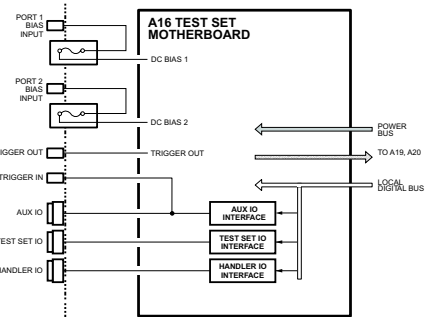 PORT 1
BIAS
INPUT
A16 TEST SET
MOTHERBOARD
DC BIAS 1
PORT 2
BIAS
INPUT
DC BIAS 2
POWER
BUS
IGGER OUT
TRIGGER OUT
TO A19, A20
TRIGGER IN
LOCAL
DIGITAL BUS
AUX IO
AUX IO
INTERFACE
TEST SET IO
TEST SET IO
INTERFACE
HANDLER IO
HANDLER IO
INTERFACE